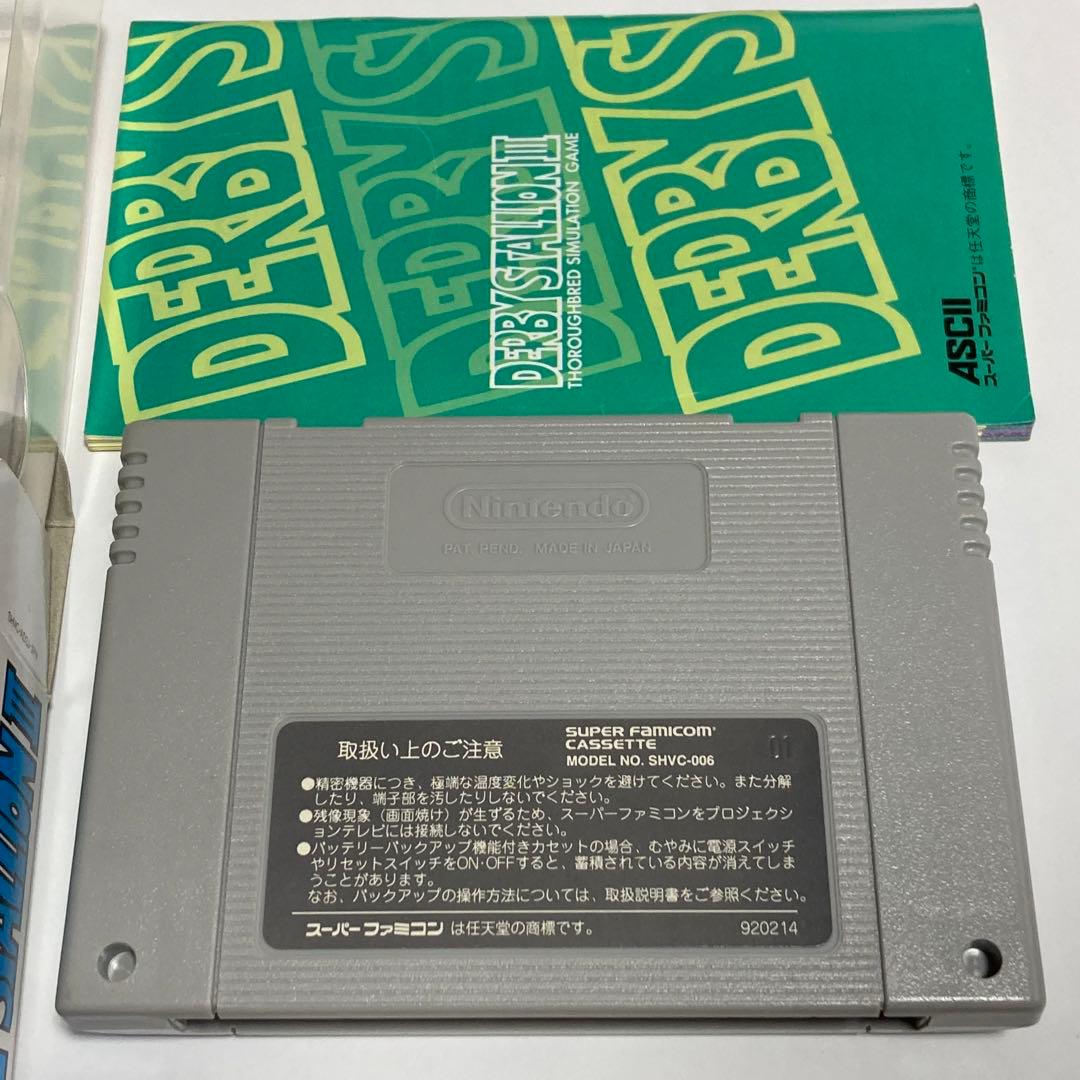 DERBY S
DERBY S
DERBY S
DERBY STALLION III
THOROUGHBRED SIMULATION GAME
ASCII
スーパーファミコン®は任天堂の商標です。
Nintendo
PAT. PEND. MADE IN JAPAN
取扱い上のご注意
SUPER FAMICOM®
CASSETTE
MODEL NO. SHVC-006
01
●精密機器につき、極端な温度変化やショックを避けてください。また分解
したり、端子部を汚したりしないでください。
●残像現象（画面焼け）が生ずるため、スーパーファミコンをプロジェクシ
ョンテレビには接続しないでください。
●バッテリーバックアップ機能付きカセットの場合、むやみに電源スイッチ
やリセットスイッチをON·OFFすると、蓄積されている内容が消えてしま
うことがあります。
なお、バックアップの操作方法については、取扱説明書をご参照ください。
スーパーファミコン は任天堂の商標です。
920214
STALLION III